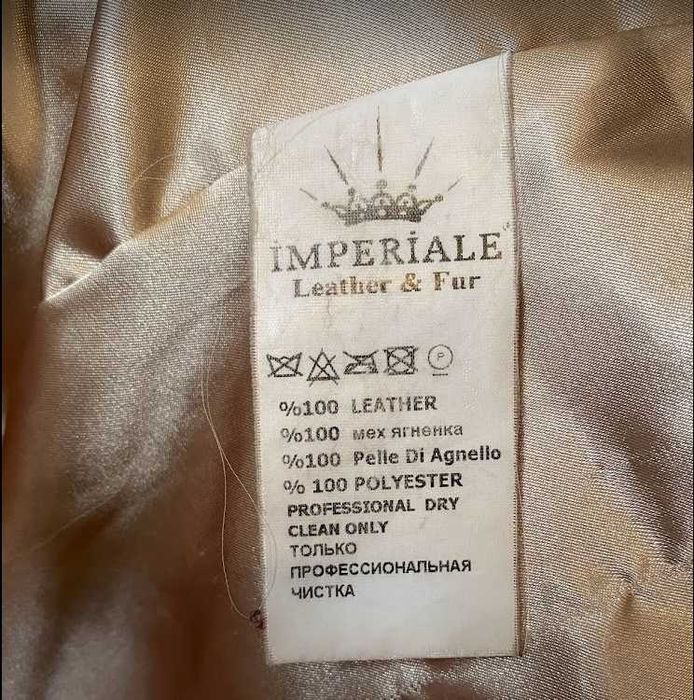 İMPERİALE
Leather & Fur
%100 LEATHER
%100 мех ягненка
%100 Pelle Di Agnello
% 100 POLYESTER
PROFESSIONAL DRY
CLEAN ONLY
ТОЛЬКО
ПРОФЕССИОНАЛЬНАЯ
ЧИСТКА